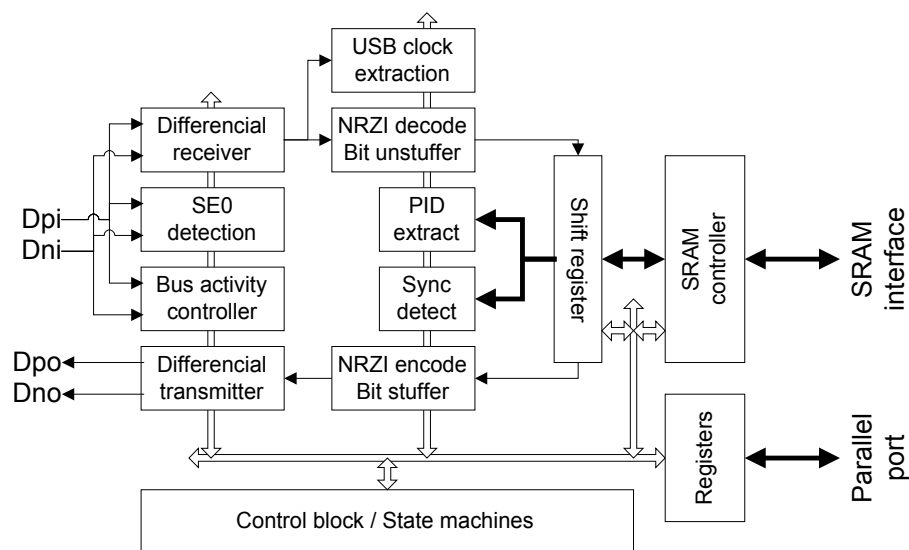 USB clock
extraction
Differencial
receiver
NRZI decode
Bit unstuffer
Dpi
Dni
SE0
detection
PID
extract
Shift register
SRAM
controller
SRAM
interface
Bus activity
controller
Sync
detect
Dpo
Dno
Differential
transmitter
NRZI encode
Bit stuffer
Registers
Parallel
port
Control block / State machines